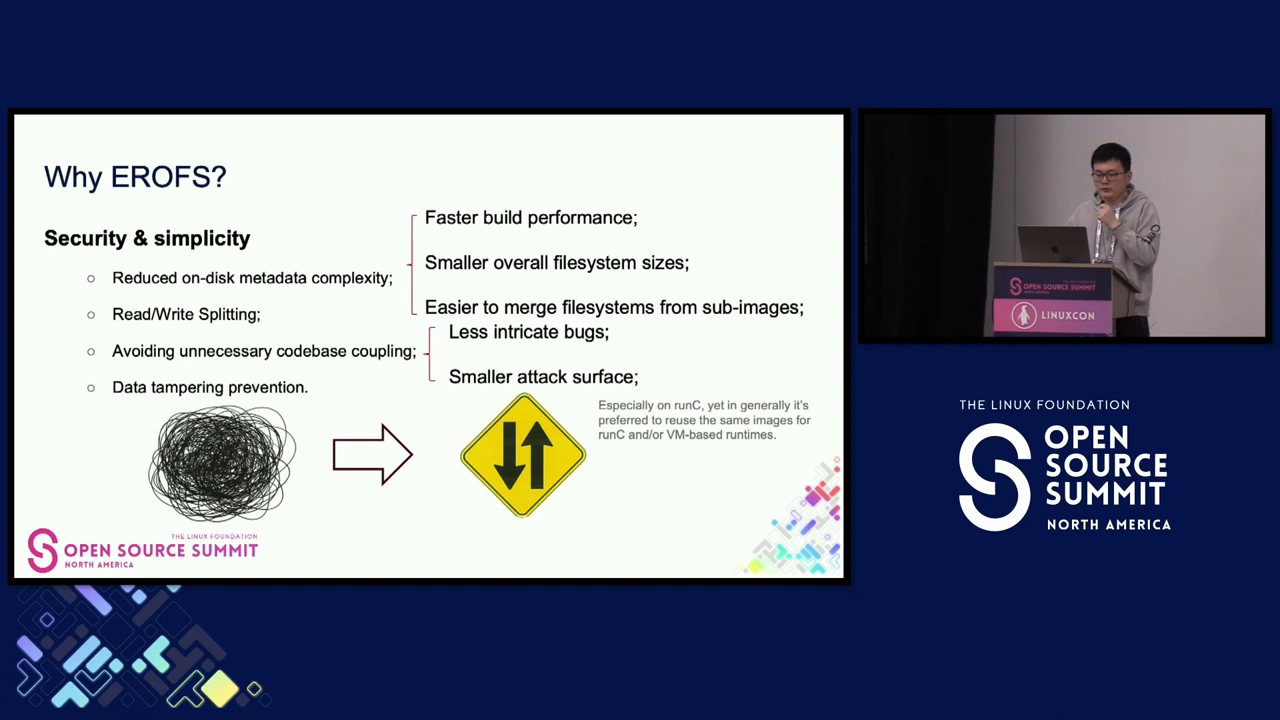 Why EROFS?
Security & simplicity
○ Reduced on-disk metadata complexity;
○ Read/Write Splitting;
○ Avoiding unnecessary codebase coupling;
○ Data tampering prevention.
Faster build performance;
Smaller overall filesystem sizes;
Easier to merge filesystems from sub-images;
Less intricate bugs;
Smaller attack surface;
Especially on runC, yet in generally it's
preferred to reuse the same images for
runC and/or VM-based runtimes.
THE LINUX FOUNDATION
OPEN SOURCE SUMMIT
NORTH AMERICA
OPEN SOURCE SUMMIT
NORTH AMERICA
LINUXCON
THE LINUX FOUNDATION
OPEN
SOURCE
SUMMIT
NORTH AMERICA